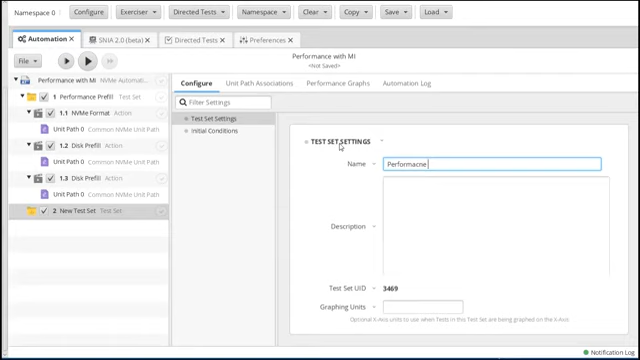 Namespace 0 Configure Exerciser Directed Tests Namespace Clear Copy Save Load
Automation SNIA 2.0 (beta) Directed Tests Preferences
File Performance with MI
<Not Saved>
Performance with MI NVMe Automati... Configure Unit Path Associations Performance Graphs Automation Log
1 Performance Prefill Test Set
Filter Settings
1.1 NVMe Format Action
Test Set Settings
Unit Path 0 Common NVMe Unit Path
Initial Conditions
TEST SET SETTINGS
1.2 Disk Prefill Action
Unit Path 0 Common NVMe Unit Path
Name Performacne
1.3 Disk Prefill Action
Unit Path 0 Common NVMe Unit Path
2 New Test Set Test Set
Description
Test Set UID 3469
Graphing Units
Optional X-Axis units to use when Tests in this Test Set are being graphed on the X-Axis
Notification Log